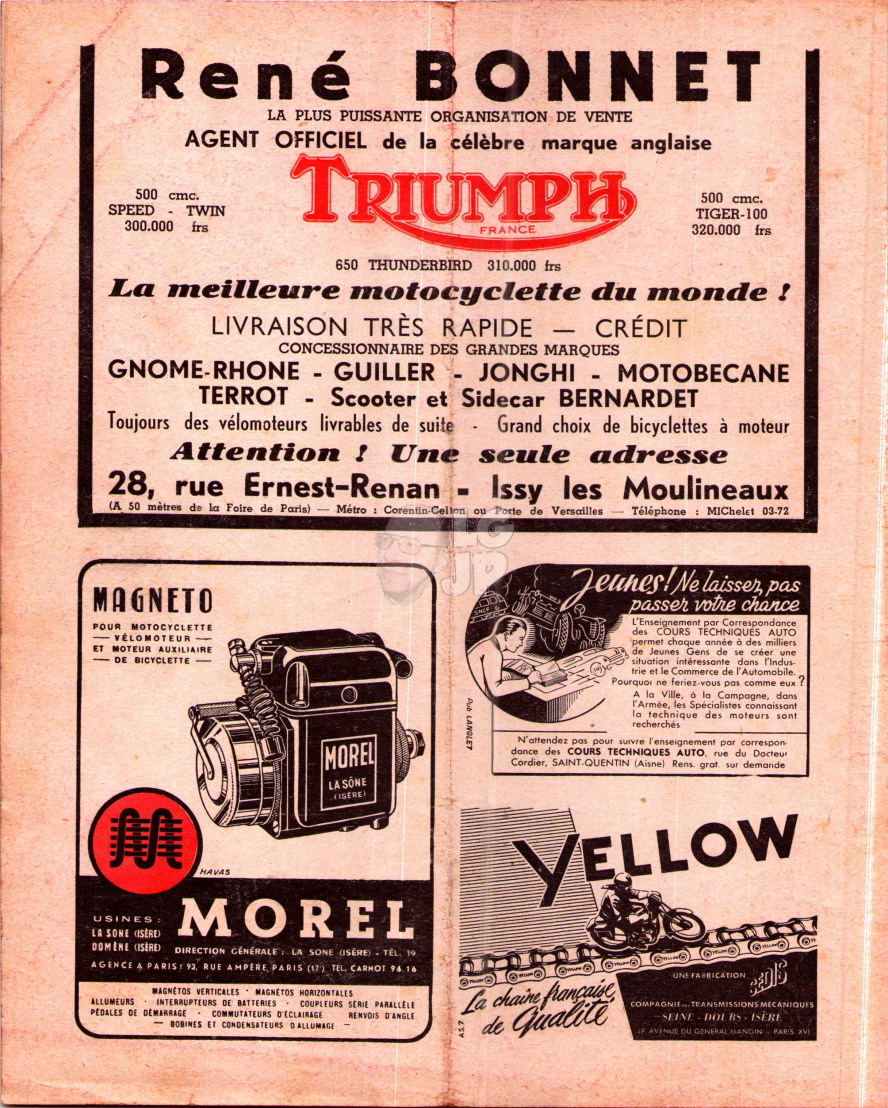 René BONNET
LA PLUS PUISSANTE ORGANISATION DE VENTE
AGENT OFFICIEL de la célèbre marque anglaise
TRIUMPH
FRANCE
500 cmc.
SPEED - TWIN
300.000 frs
500 cmc.
TIGER-100
320.000 frs
650 THUNDERBIRD 310.000 frs
La meilleure motocyclette du monde !
LIVRAISON TRÈS RAPIDE — CRÉDIT
CONCESSIONNAIRE DES GRANDES MARQUES
GNOME-RHONE - GUILLER - JONGHI - MOTOBECANE
TERROT - Scooter et Sidecar BERNARDET
Toujours des vélomoteurs livrables de suite - Grand choix de bicyclettes à moteur
Attention ! Une seule adresse
28, rue Ernest-Renan - Issy les Moulineaux
(A 50 mètres de la Foire de Paris) — Métro : Corentin-Celton ou Porte de Versailles — Téléphone : MIChelet 03-72
LG
JP
MAGNETO
POUR MOTOCYCLETTE
— VÉLOMOTEUR —
ET MOTEUR AUXILIAIRE
— DE BICYCLETTE —
MOREL
LA SÔNE
(ISÈRE)
HAVAS
USINES :
LA SONE (ISÈRE)
DOMÈNE (ISÈRE)
MOREL
DIRECTION GÉNÉRALE : LA SONE (ISÈRE) - TÉL. 19
AGENCE A PARIS : 93, RUE AMPÈRE, PARIS (17e) TEL. CARNOT 96.16
MAGNÉTOS VERTICALES · MAGNÉTOS HORIZONTALES
ALLUMEURS · INTERRUPTEURS DE BATTERIES · COUPLEURS SÉRIE PARALLÈLE
PÉDALES DE DÉMARRAGE · COMMUTATEURS D'ÉCLAIRAGE RENVOIS D'ANGLE
— BOBINES ET CONDENSATEURS D'ALLUMAGE —
Jeunes! Ne laissez pas
passer votre chance
SNCF
L'Enseignement par Correspondance
des COURS TECHNIQUES AUTO
permet chaque année à des milliers
de Jeunes Gens de se créer une
situation intéressante dans l'Indus-
trie et le Commerce de l'Automobile.
Pourquoi ne feriez-vous pas comme eux ?
A la Ville, à la Campagne, dans
l'Armée, les Spécialistes connaissant
la technique des moteurs sont
recherchés
Pub LANGLET
N'attendez pas pour suivre l'enseignement par correspon-
dance des COURS TECHNIQUES AUTO, rue du Docteur
Cordier, SAINT-QUENTIN (Aisne) Rens. grat. sur demande
YELLOW
YELLOW
YELLOW
YELLOW
YELLOW
La chaîne française
de Qualité
A.S.7
UNE FABRICATION
SEDIS
COMPAGNIE DES TRANSMISSIONS MÉCANIQUES
SEINE - DOUBS - ISÈRE
19 AVENUE DU GENERAL MANGIN - PARIS XVI